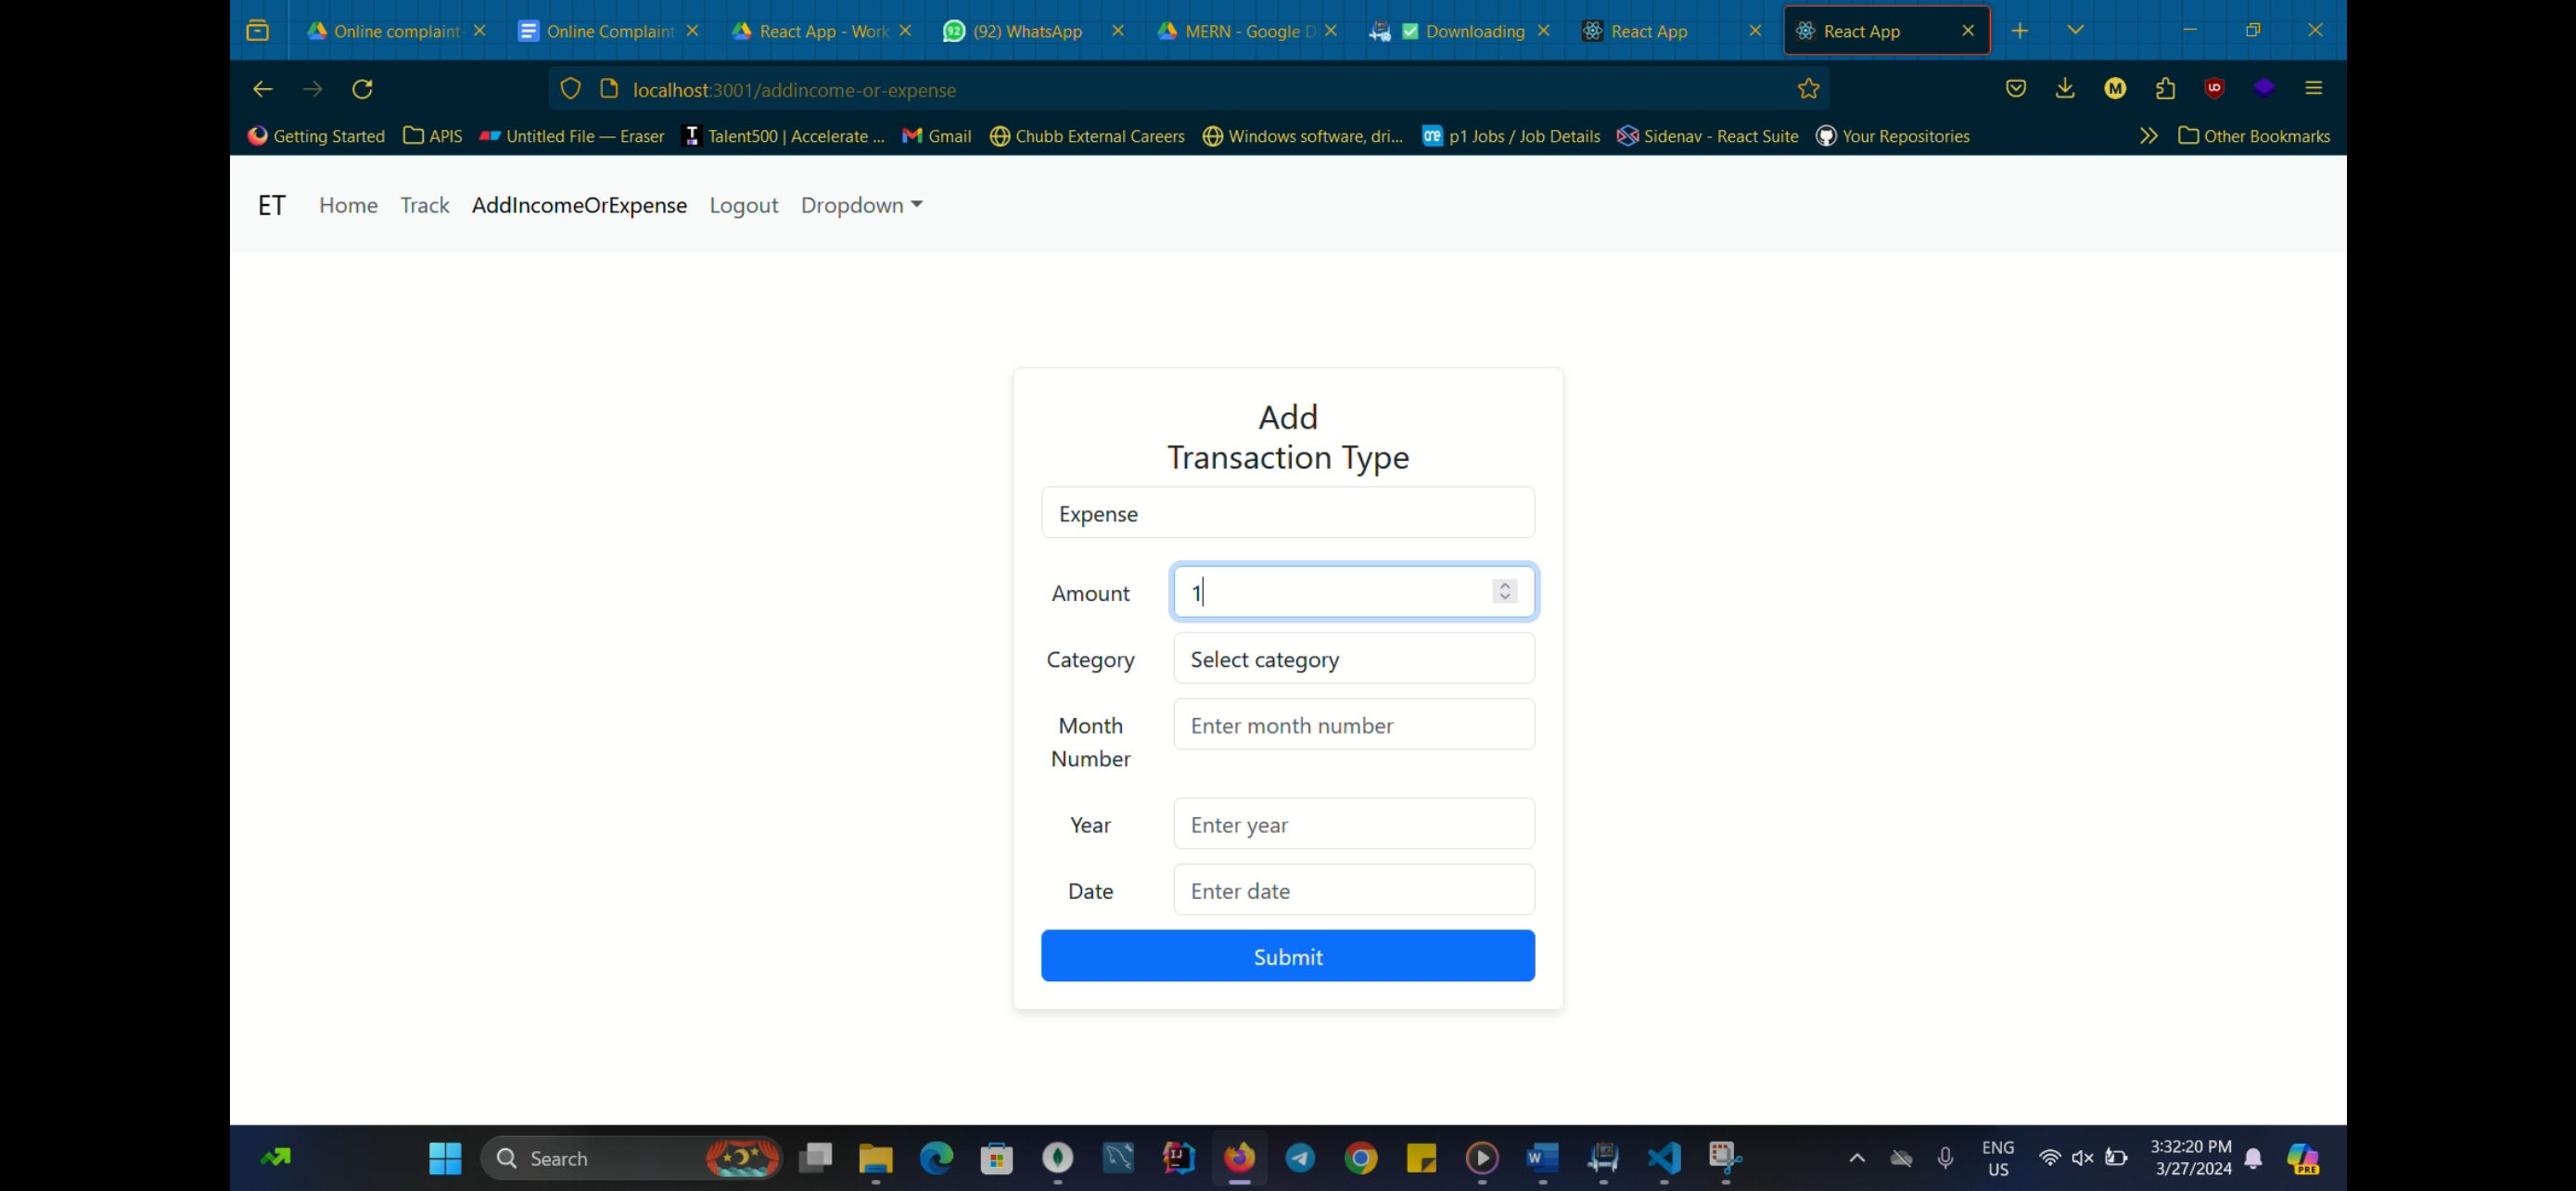 Online complaint
Online Complaint
React App - Work
(92) WhatsApp
MERN - Google D
Downloading
React App
React App
localhost:3001/addincome-or-expense
Getting Started
APIS
Untitled File — Eraser
Talent500 | Accelerate ...
Gmail
Chubb External Careers
Windows software, dri...
p1 Jobs / Job Details
Sidenav - React Suite
Your Repositories
Other Bookmarks
ET
Home
Track
AddIncomeOrExpense
Logout
Dropdown
Add
Transaction Type
Expense
Amount
1
Category
Select category
Month
Number
Enter month number
Year
Enter year
Date
Enter date
Submit
Search
ENG
US
3:32:20 PM
3/27/2024
PRE